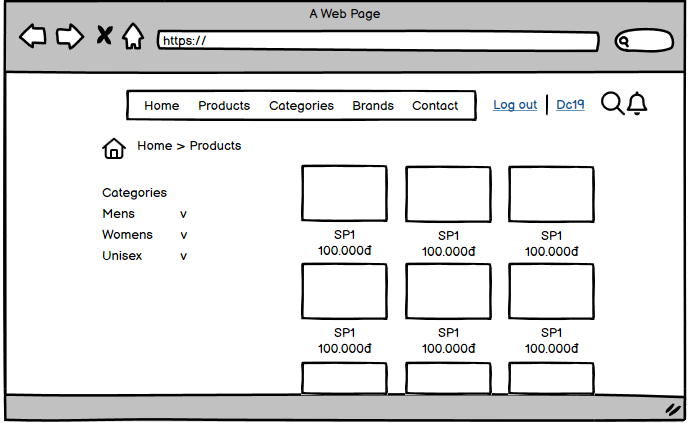 A Web Page
https://
Home Products Categories Brands Contact Log out Dc19
Home > Products
Categories
Mens v
Womens v
Unisex v
SP1 SP1 SP1
100.000đ 100.000đ 100.000đ
SP1 SP1 SP1
100.000đ 100.000đ 100.000đ